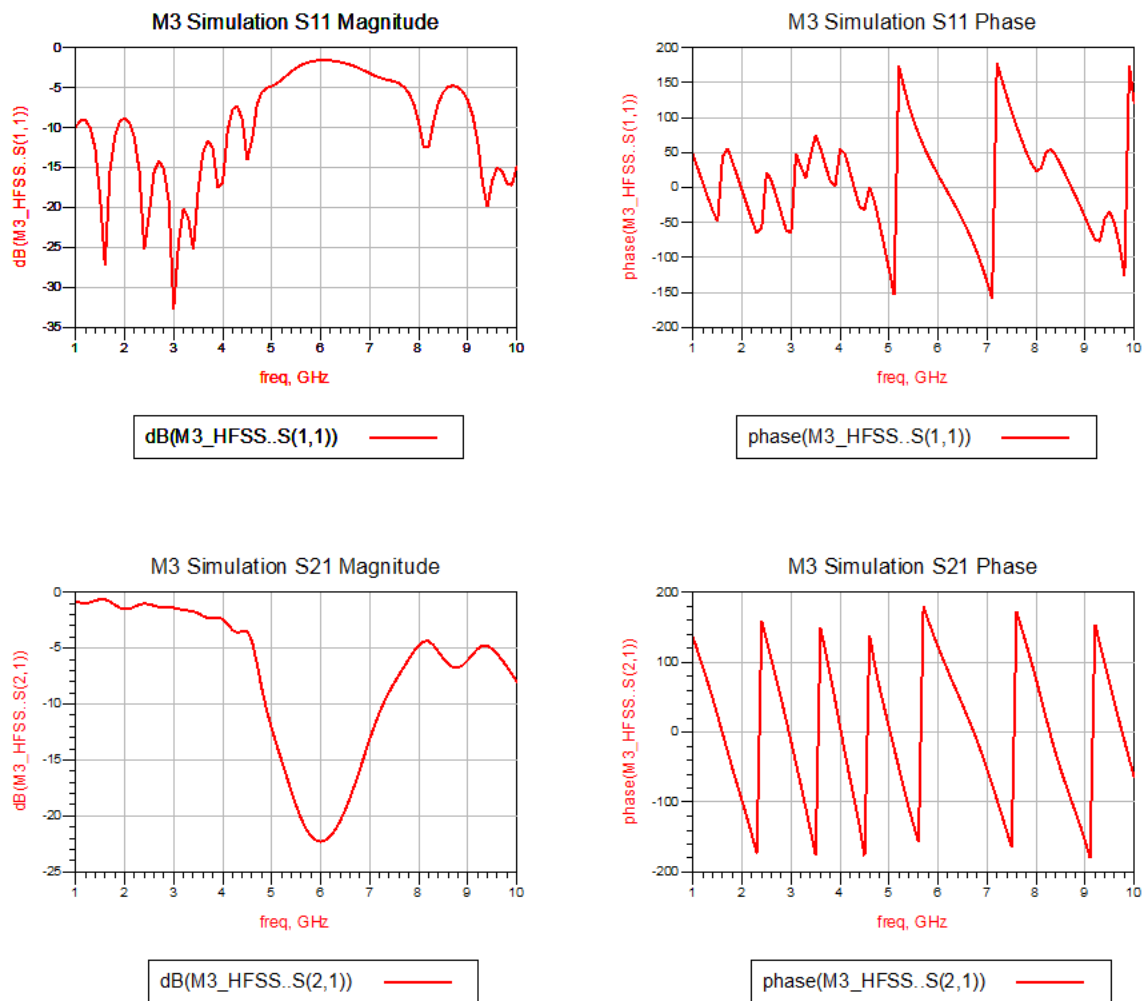 M3 Simulation S11 Magnitude
0
-5
-10
-15
-20
-25
-30
-35
dB(M3_HFSS..S(1,1))
1 2 3 4 5 6 7 8 9 10
freq, GHz
dB(M3_HFSS..S(1,1))
M3 Simulation S11 Phase
200
150
100
50
0
-50
-100
-150
-200
phase(M3_HFSS..S(1,1))
1 2 3 4 5 6 7 8 9 10
freq, GHz
phase(M3_HFSS..S(1,1))
M3 Simulation S21 Magnitude
0
-5
-10
-15
-20
-25
dB(M3_HFSS..S(2,1))
1 2 3 4 5 6 7 8 9 10
freq, GHz
dB(M3_HFSS..S(2,1))
M3 Simulation S21 Phase
200
100
0
-100
-200
phase(M3_HFSS..S(2,1))
1 2 3 4 5 6 7 8 9 10
freq, GHz
phase(M3_HFSS..S(2,1))